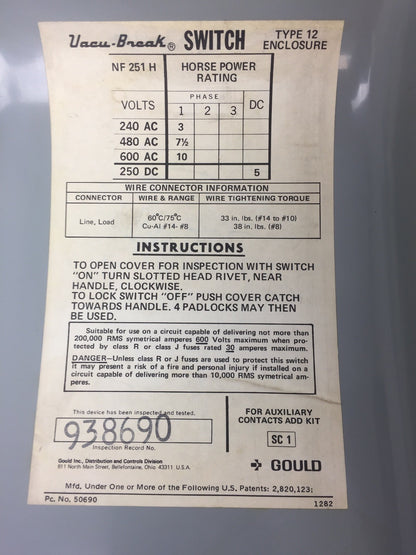 Vacu-Break® SWITCH
TYPE 12
ENCLOSURE
NF 251 H
HORSE POWER
RATING
VOLTS
PHASE
DC
1 2 3
240 AC 3
480 AC 7½
600 AC 10
250 DC 5
WIRE CONNECTOR INFORMATION
CONNECTOR WIRE & RANGE WIRE TIGHTENING TORQUE
Line, Load
60°C/75°C
Cu-Al #14- #8
33 in. lbs. (#14 to #10)
38 in. lbs. (#8)
INSTRUCTIONS
TO OPEN COVER FOR INSPECTION WITH SWITCH
"ON" TURN SLOTTED HEAD RIVET, NEAR
HANDLE, CLOCKWISE.
TO LOCK SWITCH "OFF" PUSH COVER CATCH
TOWARDS HANDLE. 4 PADLOCKS MAY THEN
BE USED.
Suitable for use on a circuit capable of delivering not more than
200,000 RMS symetrical amperes 600 Volts maximum when pro-
tected by class R or class J fuses rated 30 amperes maximum.
DANGER-Unless class R or J fuses are used to protect this switch
it may present a risk of a fire and personal injury if installed on a
circuit capable of delivering more than 10,000 RMS symetrical am-
peres.
This device has been inspected and tested.
938690
Inspection Record No.
Gould Inc., Distribution and Controls Division
811 North Main Street, Bellefontaine, Ohio 43311 U.S.A.
FOR AUXILIARY
CONTACTS ADD KIT
SC 1
GOULD
Mfd. Under One or More of the Following U.S. Patents: 2,820,123;
Pc. No. 50690
1282